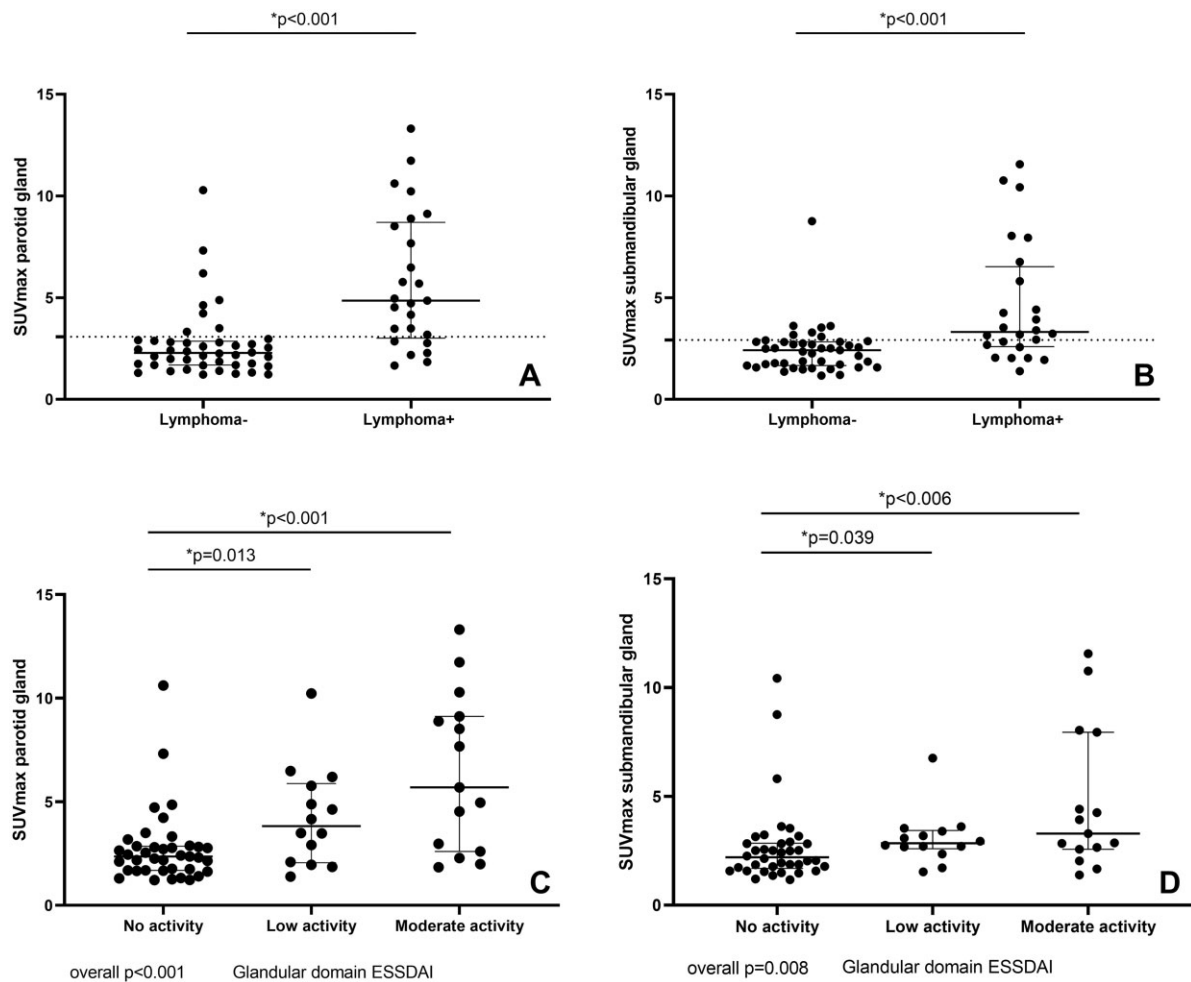 *p<0.001
15
10
5
0
SUVmax parotid gland
Lymphoma-
Lymphoma+
A
*p<0.001
15
10
5
0
SUVmax submandibular gland
Lymphoma-
Lymphoma+
B
*p<0.001
*p=0.013
15
10
5
0
SUVmax parotid gland
No activity
Low activity
Moderate activity
C
overall p<0.001
Glandular domain ESSDAI
*p<0.006
*p=0.039
15
10
5
0
SUVmax submandibular gland
No activity
Low activity
Moderate activity
D
overall p=0.008
Glandular domain ESSDAI